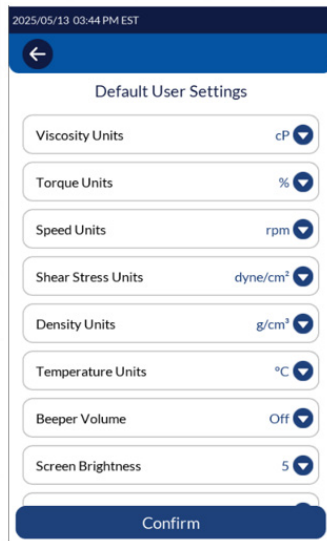 2025/05/13 03:44 PM EST
Default User Settings
Viscosity Units cP
Torque Units %
Speed Units rpm
Shear Stress Units dyne/cm²
Density Units g/cm³
Temperature Units °C
Beeper Volume Off
Screen Brightness 5
Confirm